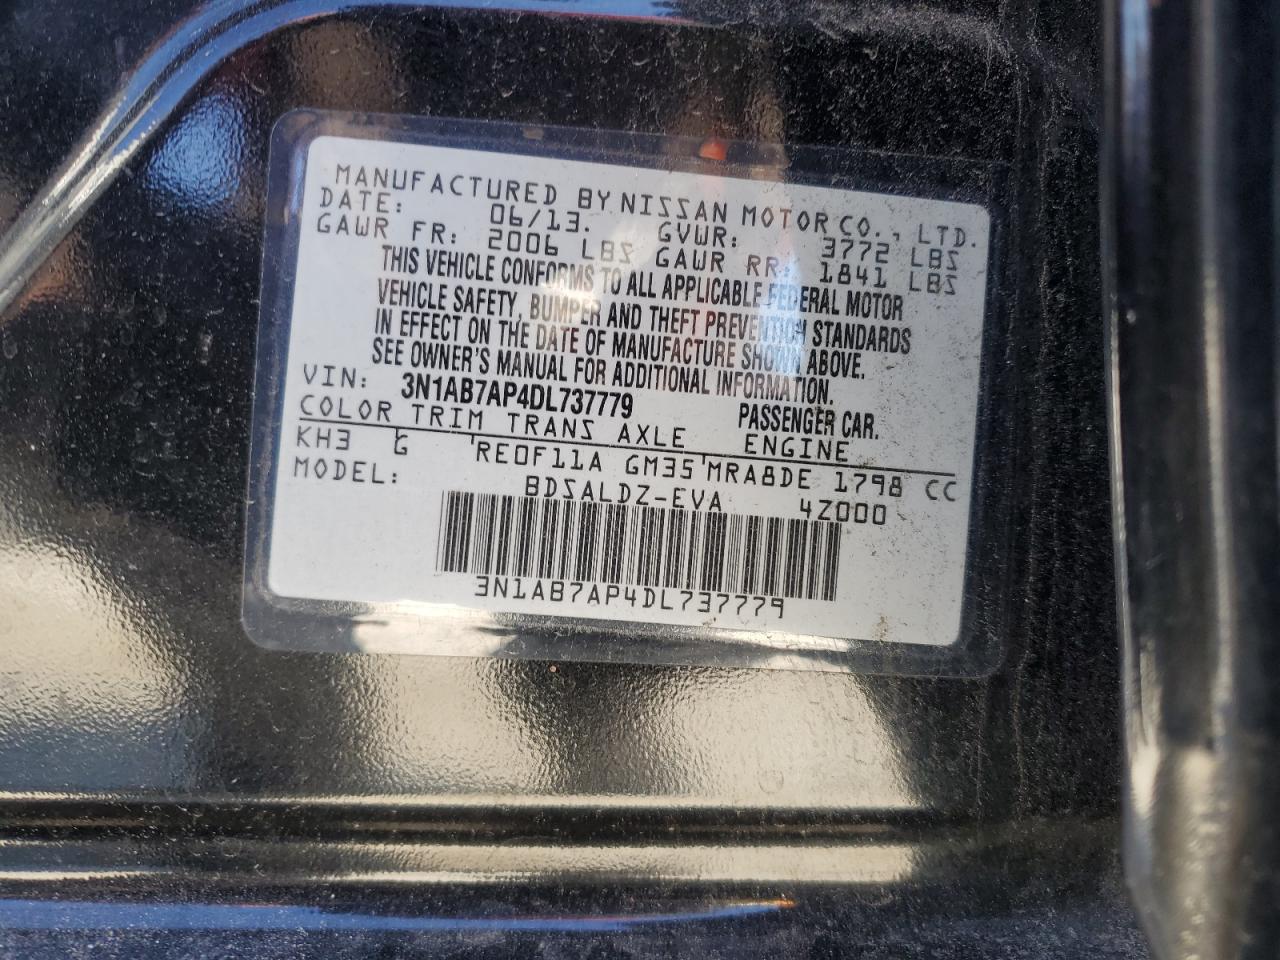 MANUFACTURED BY NISSAN MOTOR CO., LTD.
DATE: 06/13. GVWR: 3772 LBS
GAWR FR: 2006 LBS GAWR RR: 1841 LBS
THIS VEHICLE CONFORMS TO ALL APPLICABLE FEDERAL MOTOR
VEHICLE SAFETY, BUMPER AND THEFT PREVENTION STANDARDS
IN EFFECT ON THE DATE OF MANUFACTURE SHOWN ABOVE.
SEE OWNER'S MANUAL FOR ADDITIONAL INFORMATION.
VIN: 3N1AB7AP4DL737779 PASSENGER CAR.
COLOR TRIM TRANS AXLE ENGINE
KH3 G RE0F11A GM35 MRA8DE 1798 CC
MODEL: BDSALDZ-EVA 4Z000
3N1AB7AP4DL737779